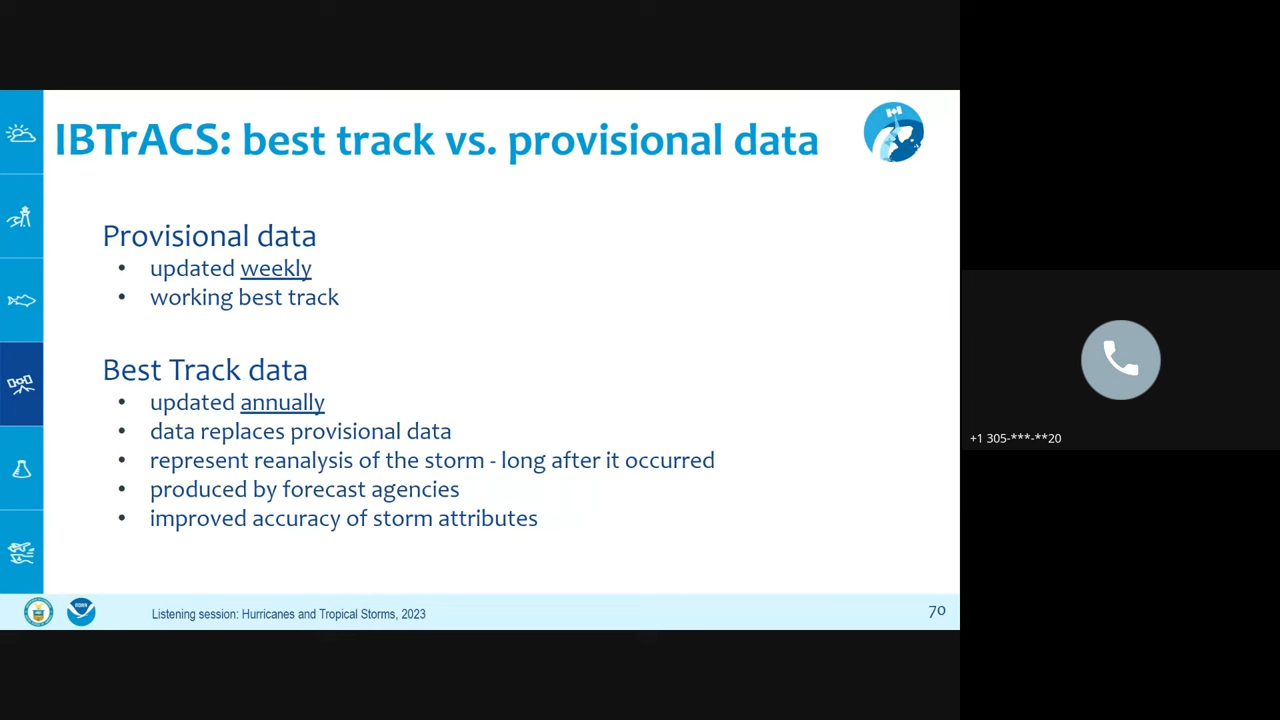 IBTrACS: best track vs. provisional data
Provisional data
• updated weekly
• working best track
Best Track data
• updated annually
• data replaces provisional data
• represent reanalysis of the storm - long after it occurred
• produced by forecast agencies
• improved accuracy of storm attributes
Listening session: Hurricanes and Tropical Storms, 2023
70
+1 305-***-**20